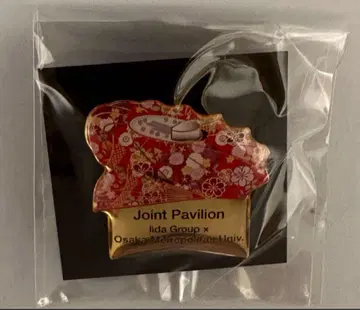 Joint Pavilion
Iida Group ×
Osaka Metropolitan Univ.